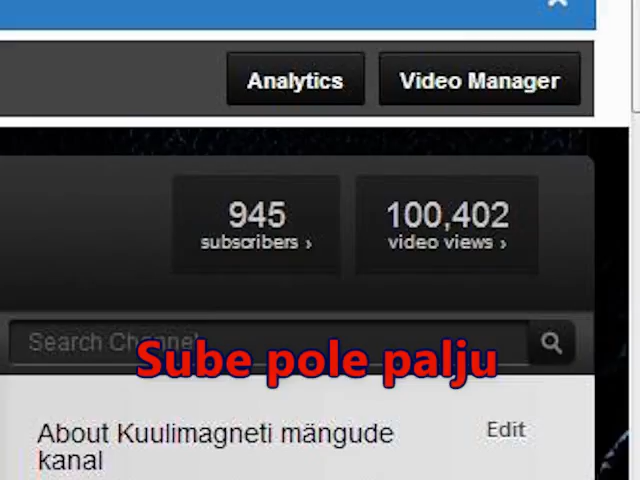 Analytics Video Manager
945 100,402
subscribers › video views ›
Search Channel
Sube pole palju
About Kuulimagneti mängude Edit
kanal